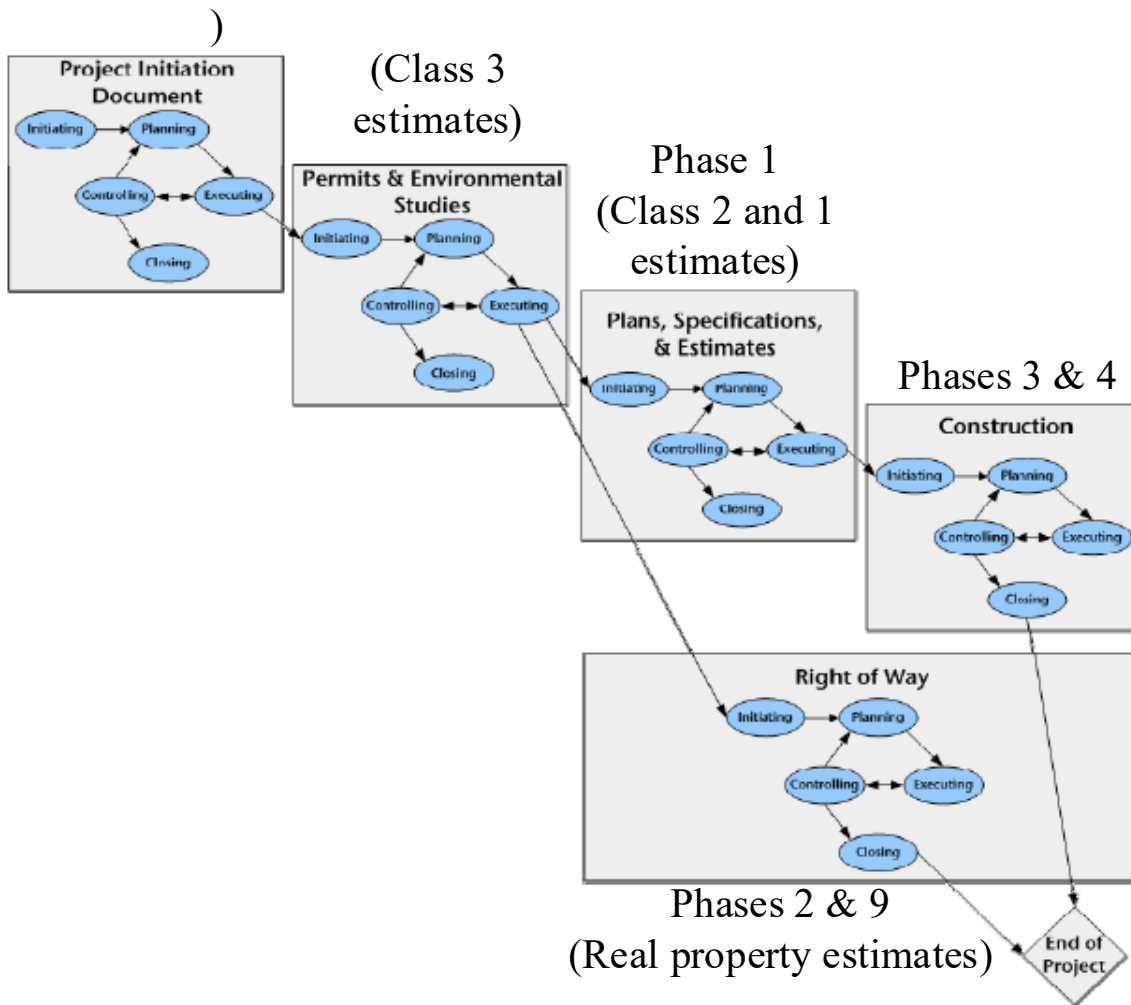 )
Project Initiation
Document
Initiating
Planning
Controlling
Executing
Closing
(Class 3
estimates)
Permits & Environmental
Studies
Initiating
Planning
Controlling
Executing
Closing
Phase 1
(Class 2 and 1
estimates)
Plans, Specifications,
& Estimates
Initiating
Planning
Controlling
Executing
Closing
Phases 3 & 4
Construction
Initiating
Planning
Controlling
Executing
Closing
Right of Way
Initiating
Planning
Controlling
Executing
Closing
Phases 2 & 9
(Real property estimates)
End of
Project